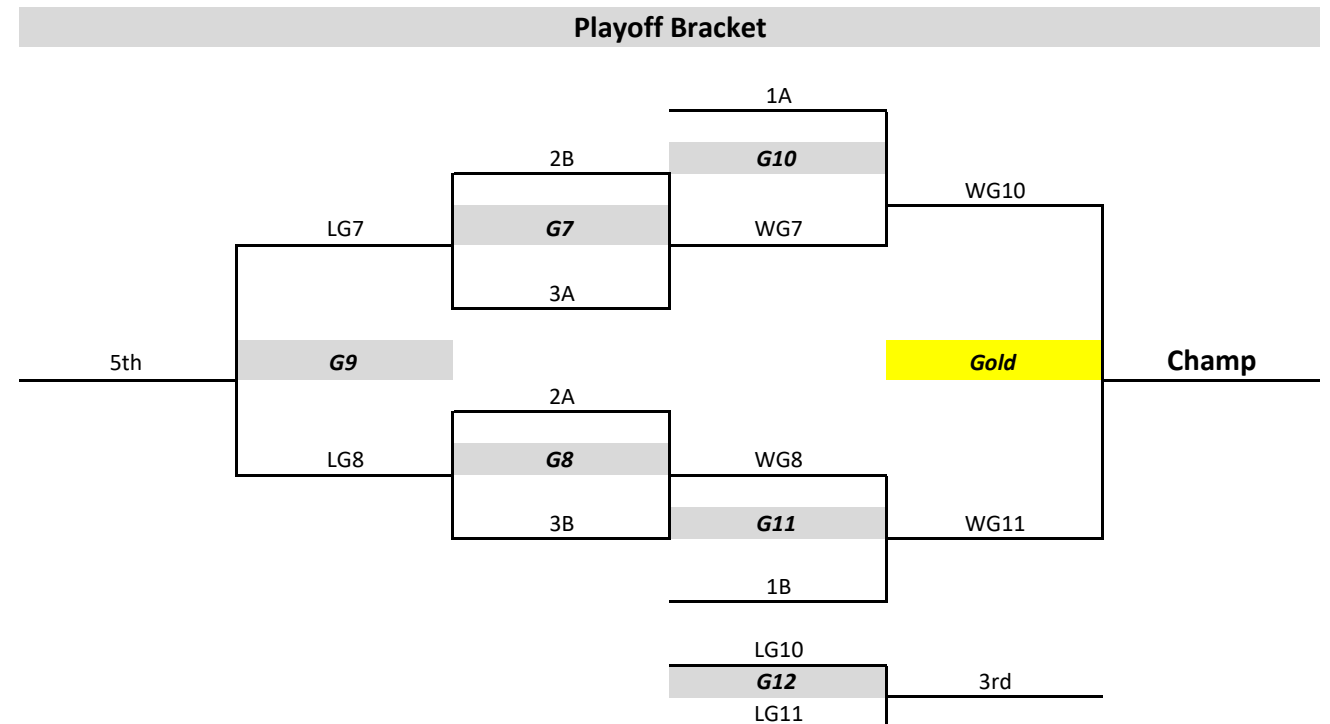 Playoff Bracket
1A
2B
G10
WG10
LG7
G7
WG7
3A
5th
G9
Gold
Champ
2A
LG8
G8
WG8
3B
G11
WG11
1B
LG10
G12
3rd
LG11